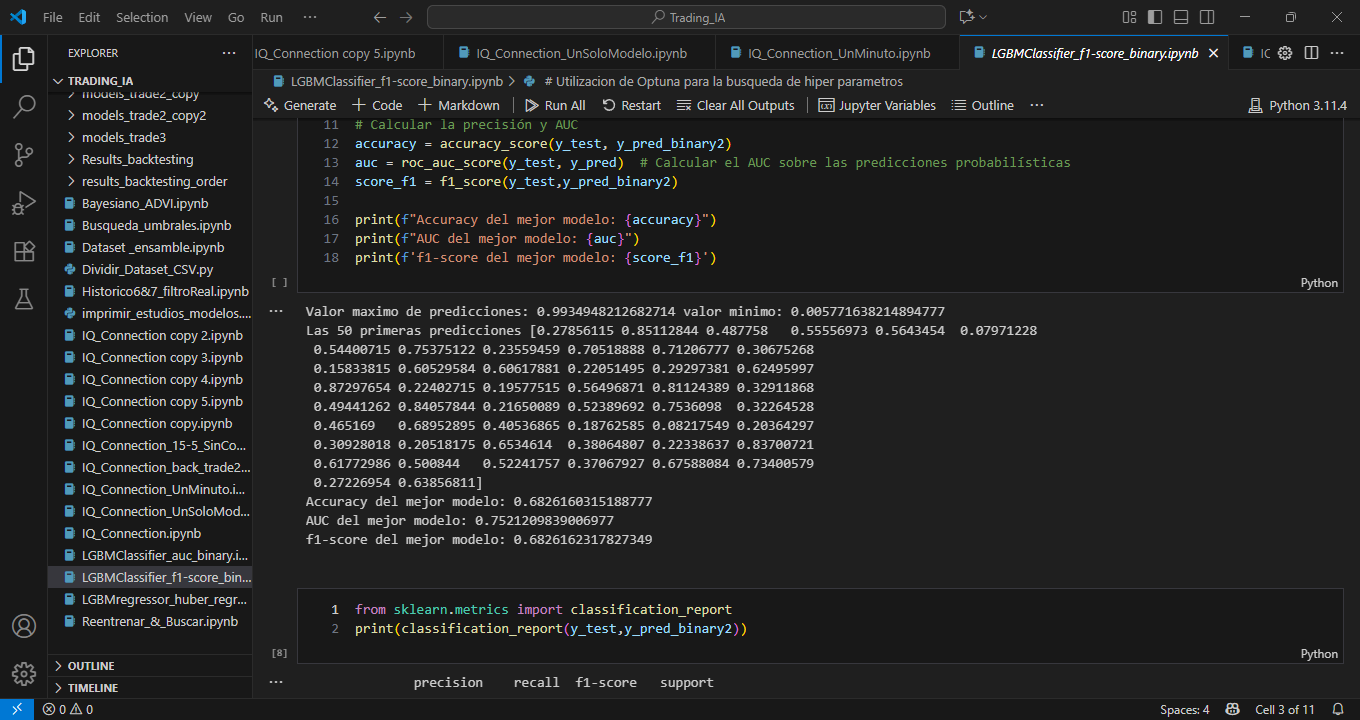 File Edit Selection View Go Run ··· Trading_IA
EXPLORER ···
TRADING_IA
models_trade2_copy
models_trade2_copy2
models_trade3
Results_backtesting
results_backtesting_order
Bayesiano_ADVI.ipynb
Busqueda_umbrales.ipynb
Dataset _ensamble.ipynb
Dividir_Dataset_CSV.py
Historico6&7_filtroReal.ipynb
imprimir_estudios_modelos....
IQ_Connection copy 2.ipynb
IQ_Connection copy 3.ipynb
IQ_Connection copy 4.ipynb
IQ_Connection copy 5.ipynb
IQ_Connection copy.ipynb
IQ_Connection_15-5_SinCo...
IQ_Connection_back_trade2...
IQ_Connection_UnMinuto.i...
IQ_Connection_UnSoloMod...
IQ_Connection.ipynb
LGBMClassifier_auc_binary.i...
LGBMClassifier_f1-score_bin...
LGBMregressor_huber_regr...
Reentrenar_&_Buscar.ipynb
OUTLINE
TIMELINE
IQ_Connection copy 5.ipynb IQ_Connection_UnSoloModelo.ipynb IQ_Connection_UnMinuto.ipynb LGBMClassifier_f1-score_binary.ipynb IC ···
LGBMClassifier_f1-score_binary.ipynb > # Utilizacion de Optuna para la busqueda de hiper parametros
Generate + Code + Markdown Run All Restart Clear All Outputs Jupyter Variables Outline ··· Python 3.11.4
11 # Calcular la precisión y AUC
12 accuracy = accuracy_score(y_test, y_pred_binary2)
13 auc = roc_auc_score(y_test, y_pred)  # Calcular el AUC sobre las predicciones probabilísticas
14 score_f1 = f1_score(y_test,y_pred_binary2)
15
16 print(f"Accuracy del mejor modelo: {accuracy}")
17 print(f"AUC del mejor modelo: {auc}")
18 print(f'f1-score del mejor modelo: {score_f1}')
[ ] Python
··· Valor maximo de predicciones: 0.9934948212682714 valor minimo: 0.005771638214894777
Las 50 primeras predicciones [0.27856115 0.85112844 0.487758   0.55556973 0.5643454  0.07971228
0.54400715 0.75375122 0.23559459 0.70518888 0.71206777 0.30675268
0.15833815 0.60529584 0.60617881 0.22051495 0.29297381 0.62495997
0.87297654 0.22402715 0.19577515 0.56496871 0.81124389 0.32911868
0.49441262 0.84057844 0.21650089 0.52389692 0.7536098  0.32264528
0.465169   0.68952895 0.40536865 0.18762585 0.08217549 0.20364297
0.30928018 0.20518175 0.6534614  0.38064807 0.22338637 0.83700721
0.61772986 0.500844   0.52241757 0.37067927 0.67588084 0.73400579
0.27226954 0.63856811]
Accuracy del mejor modelo: 0.6826160315188777
AUC del mejor modelo: 0.7521209839006977
f1-score del mejor modelo: 0.6826162317827349
1 from sklearn.metrics import classification_report
2 print(classification_report(y_test,y_pred_binary2))
[8] Python
··· precision recall f1-score support
0 0 Spaces: 4 Cell 3 of 11